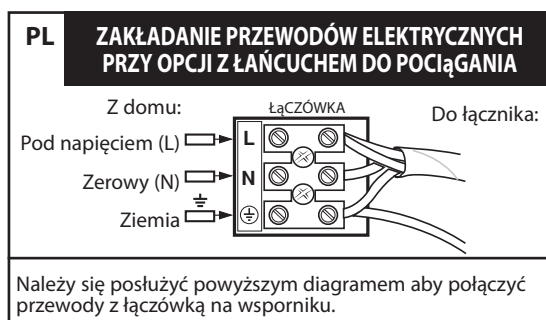 PL
ZAKŁADANIE PRZEWODÓW ELEKTRYCZNYCH
PRZY OPCJI Z ŁAŃCUCHEM DO POCIąGANIA
Z domu:
ŁąCZÓWKA
Do łącznika:
Pod napięciem (L)
L
Zerowy (N)
N
Ziemia
Należy się posłużyć powyższym diagramem aby połączyć
przewody z łączówką na wsporniku.